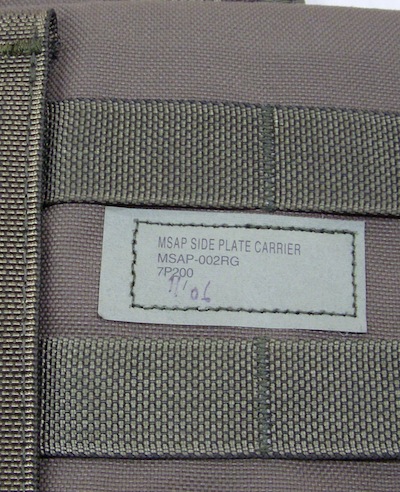 MSAP SIDE PLATE CARRIER
MSAP-002RG
7P200
11'06